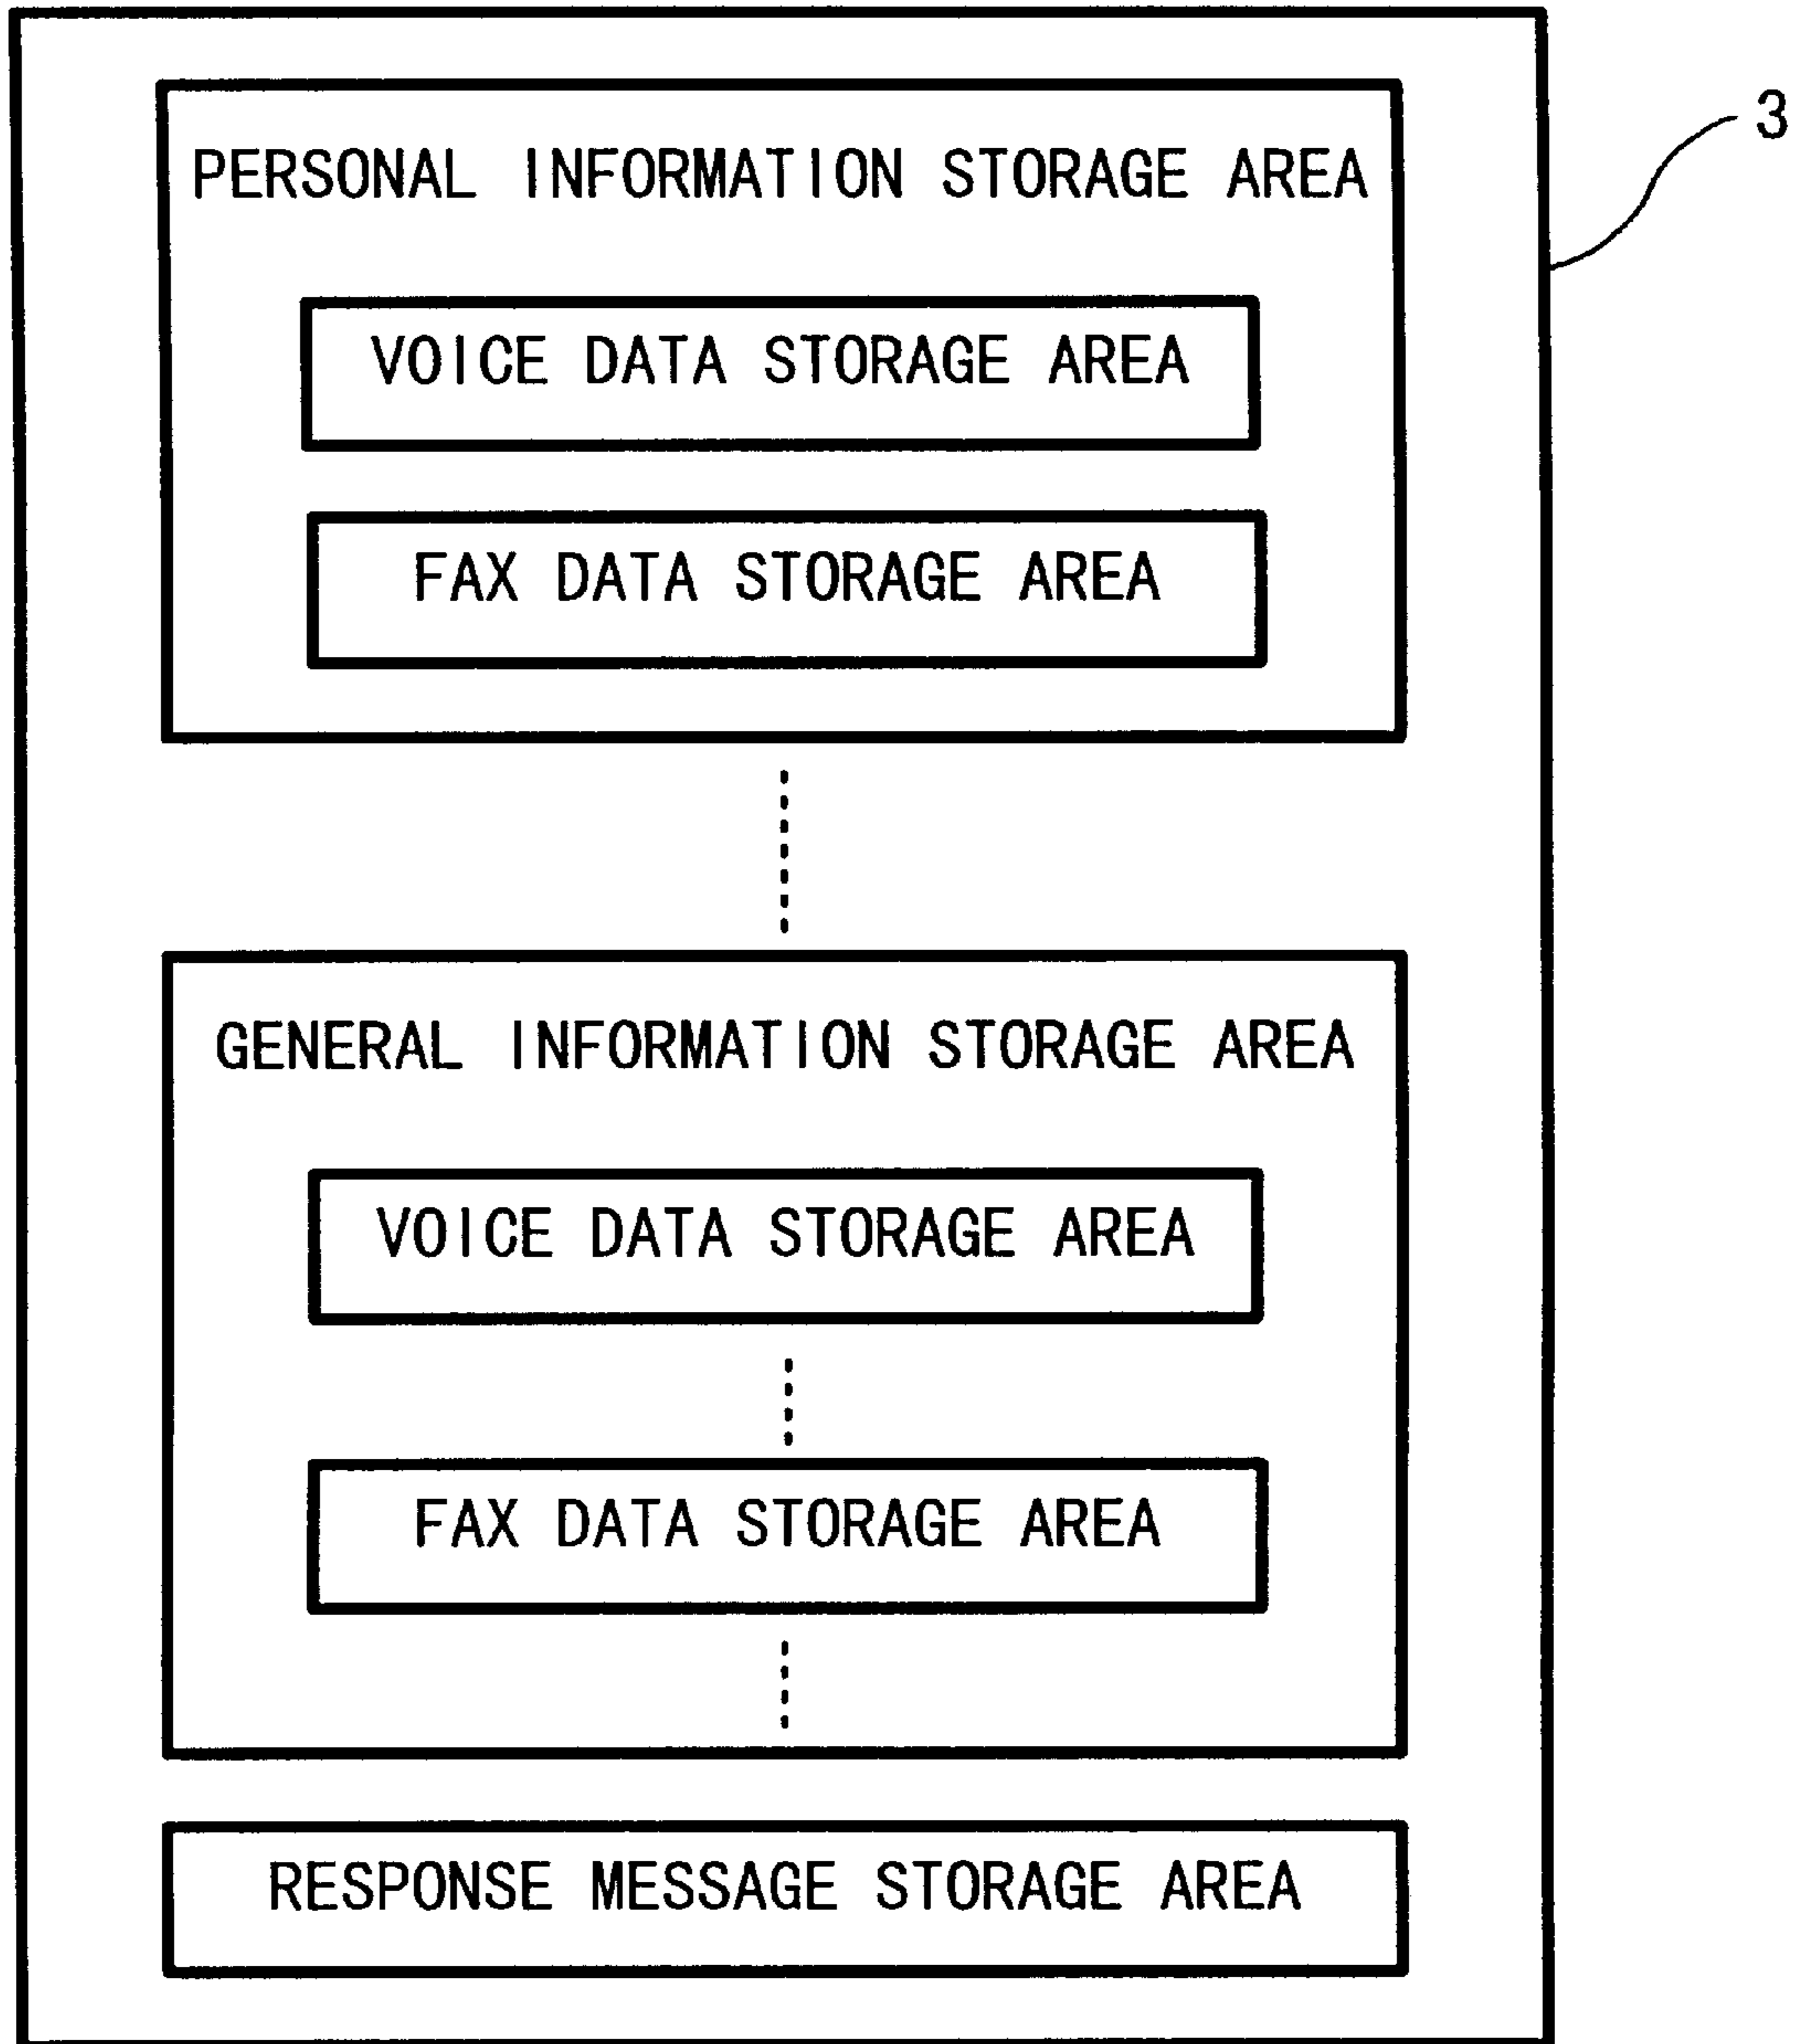 3
PERSONAL INFORMATION STORAGE AREA
VOICE DATA STORAGE AREA
FAX DATA STORAGE AREA
GENERAL INFORMATION STORAGE AREA
VOICE DATA STORAGE AREA
FAX DATA STORAGE AREA
RESPONSE MESSAGE STORAGE AREA